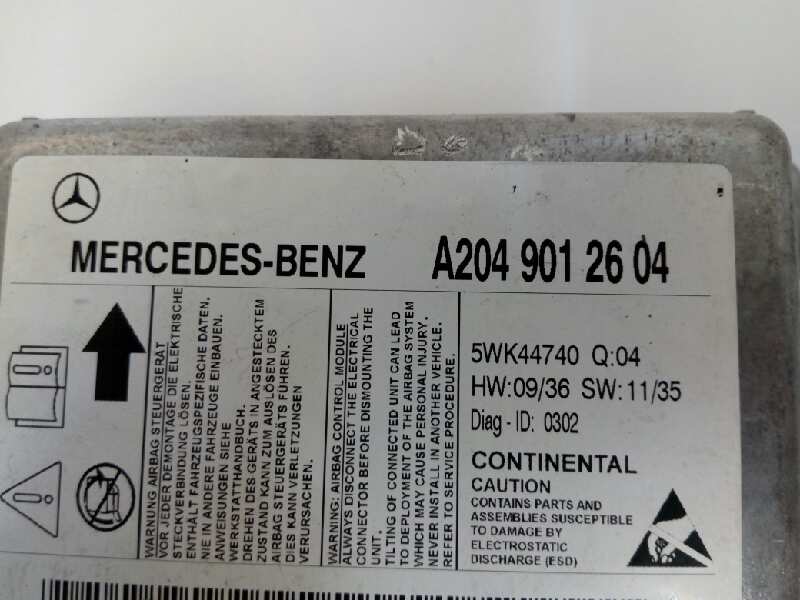 MERCEDES-BENZ
A204 901 26 04
WARNUNG AIRBAG STEUERGERÄT
VOR JEDER DEMONTAGE DIE ELEKTRISCHE
STECKVERBINDUNG LÖSEN.
ENTHÄLT FAHRZEUGSPEZIFISCHE DATEN.
NIE IN ANDERE FAHRZEUGE EINBAUEN.
ANWEISUNGEN SIEHE
WERKSTATTHANDBUCH.
DREHEN DES GERÄTS IN ANGESTECKTEM
ZUSTAND KANN ZUM AUSLÖSEN DES
AIRBAG STEUERGERÄTS FÜHREN.
DIES KANN VERLETZUNGEN
VERURSACHEN.
WARNING: AIRBAG CONTROL MODULE
ALWAYS DISCONNECT THE ELECTRICAL
CONNECTOR BEFORE DISMOUNTING THE
UNIT.
TILTING OF CONNECTED UNIT CAN LEAD
TO DEPLOYMENT OF THE AIRBAG SYSTEM
WHICH MAY CAUSE PERSONAL INJURY.
NEVER INSTALL IN ANOTHER VEHICLE.
REFER TO SERVICE PROCEDURE.
5WK44740 Q:04
HW:09/36 SW:11/35
Diag-ID: 0302
CONTINENTAL
CAUTION
CONTAINS PARTS AND
ASSEMBLIES SUSCEPTIBLE
TO DAMAGE BY
ELECTROSTATIC
DISCHARGE (ESD)